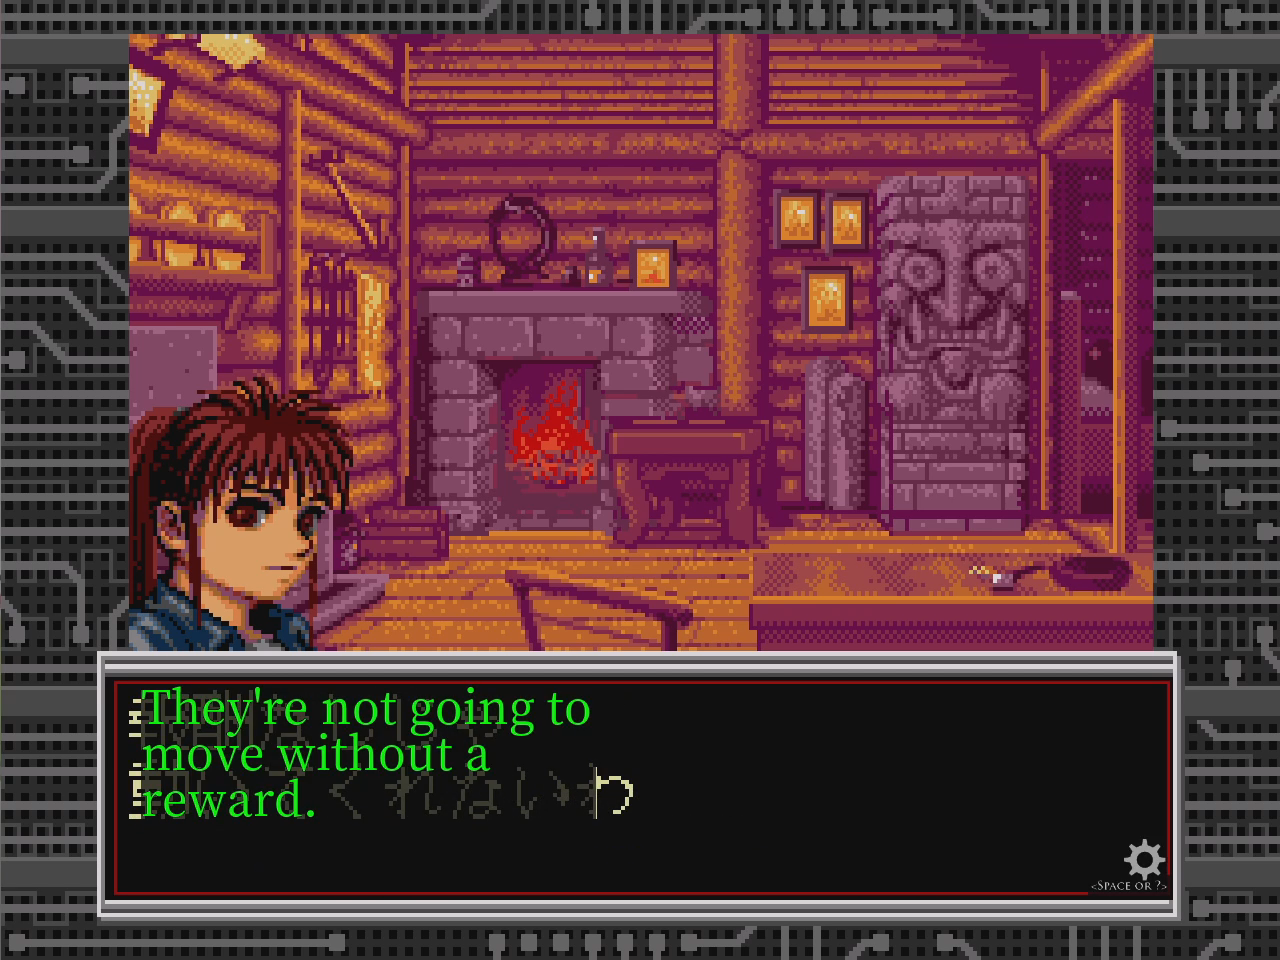 They're not going to
move without a
reward.
くれないわ
<SPACE OR ?>